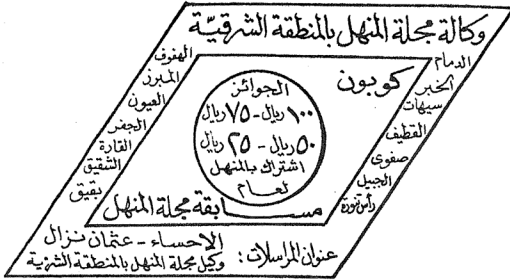 وكالة مجلة المنهل بالمنطقة الشرقيّة
الدمام
الخبر
سيهات
القطيف
صفوى
الجبيل
رأس تنورة
الهفوف
المبرز
العيون
الجفر
القارة
الشقيق
بقيق
كوبون
الجوائز
١٠٠ ريال - ٧٥ ريال
٥٠ ريال - ٢٥ ريال
اشتراك بالمنهل
لعام
مسابقة مجلة المنهل
عنوان المراسلات:
الاحساء - عثمان نزال
وكيل مجلة المنهل بالمنطقة الشرقية